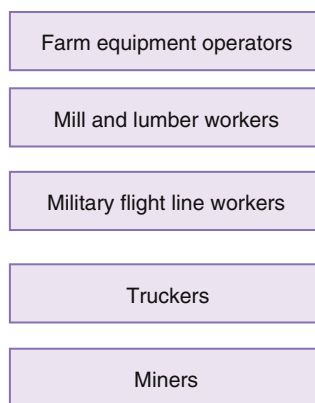 Farm equipment operators
Mill and lumber workers
Military flight line workers
Truckers
Miners